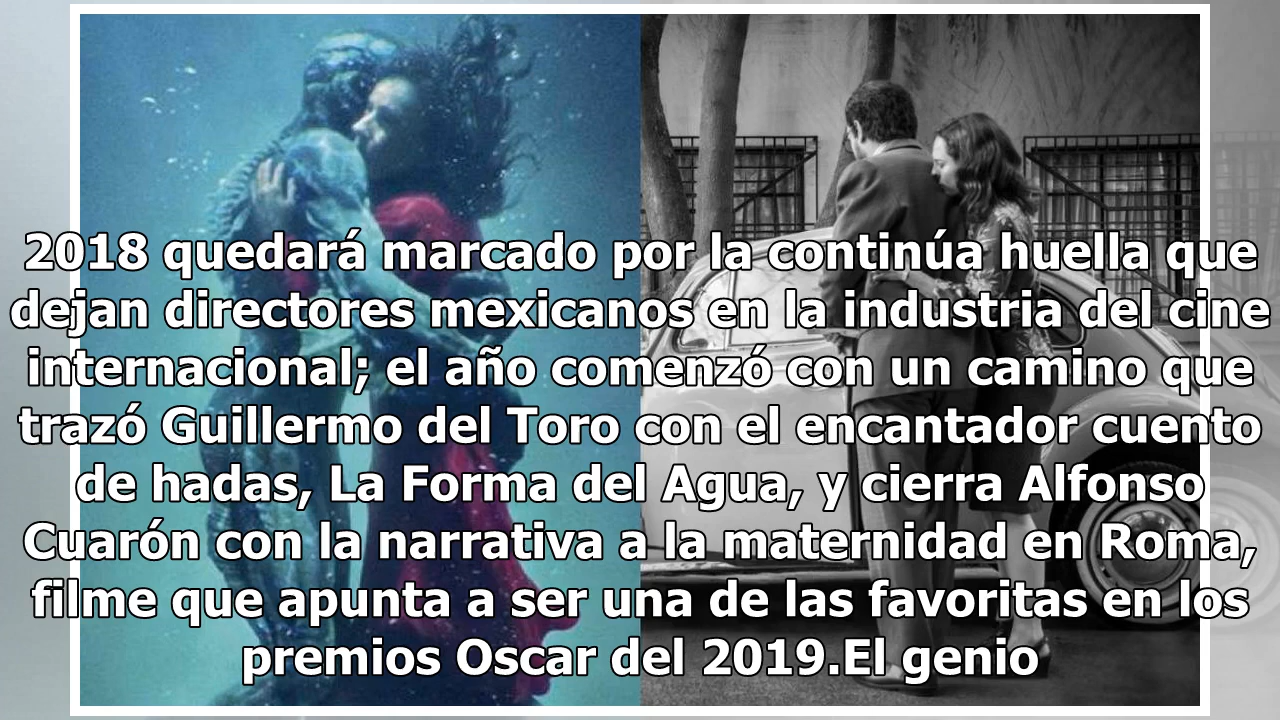 2018 quedará marcado por la continúa huella que
dejan directores mexicanos en la industria del cine
internacional; el año comenzó con un camino que
trazó Guillermo del Toro con el encantador cuento
de hadas, La Forma del Agua, y cierra Alfonso
Cuarón con la narrativa a la maternidad en Roma,
filme que apunta a ser una de las favoritas en los
premios Oscar del 2019.El genio